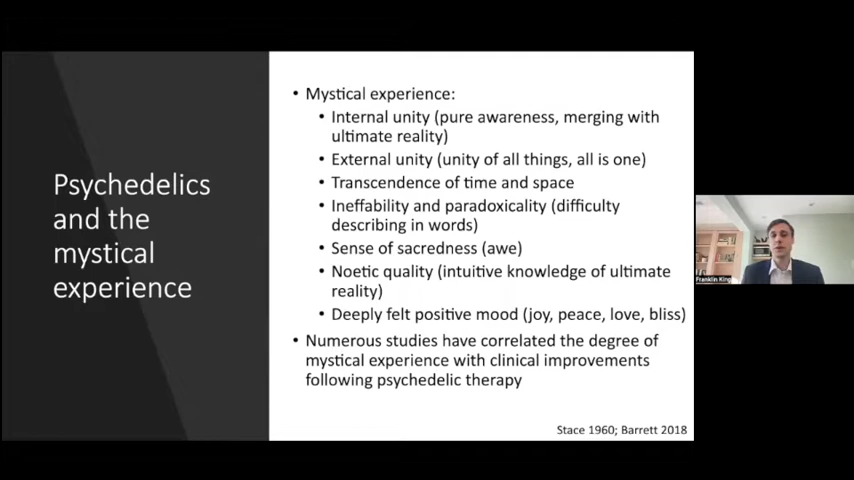 Psychedelics
and the
mystical
experience
• Mystical experience:
• Internal unity (pure awareness, merging with
ultimate reality)
• External unity (unity of all things, all is one)
• Transcendence of time and space
• Ineffability and paradoxicality (difficulty
describing in words)
• Sense of sacredness (awe)
• Noetic quality (intuitive knowledge of ultimate
reality)
• Deeply felt positive mood (joy, peace, love, bliss)
• Numerous studies have correlated the degree of
mystical experience with clinical improvements
following psychedelic therapy
Stace 1960; Barrett 2018
Franklin King